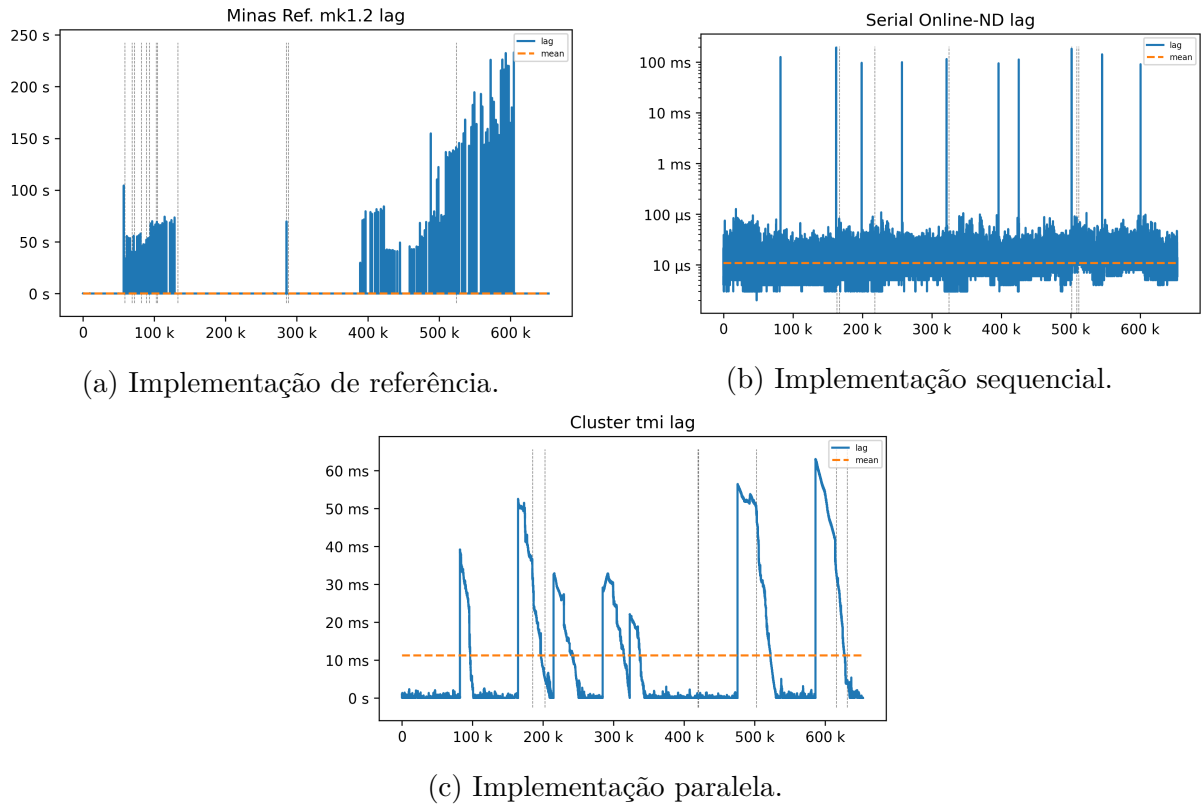 Minas Ref. mk1.2 lag
250 s
200 s
150 s
100 s
50 s
0 s
lag
mean
0 100 k 200 k 300 k 400 k 500 k 600 k
(a) Implementação de referência.
Serial Online-ND lag
100 ms
10 ms
1 ms
100 µs
10 µs
lag
mean
0 100 k 200 k 300 k 400 k 500 k 600 k
(b) Implementação sequencial.
Cluster tmi lag
60 ms
50 ms
40 ms
30 ms
20 ms
10 ms
0 s
lag
mean
0 100 k 200 k 300 k 400 k 500 k 600 k
(c) Implementação paralela.